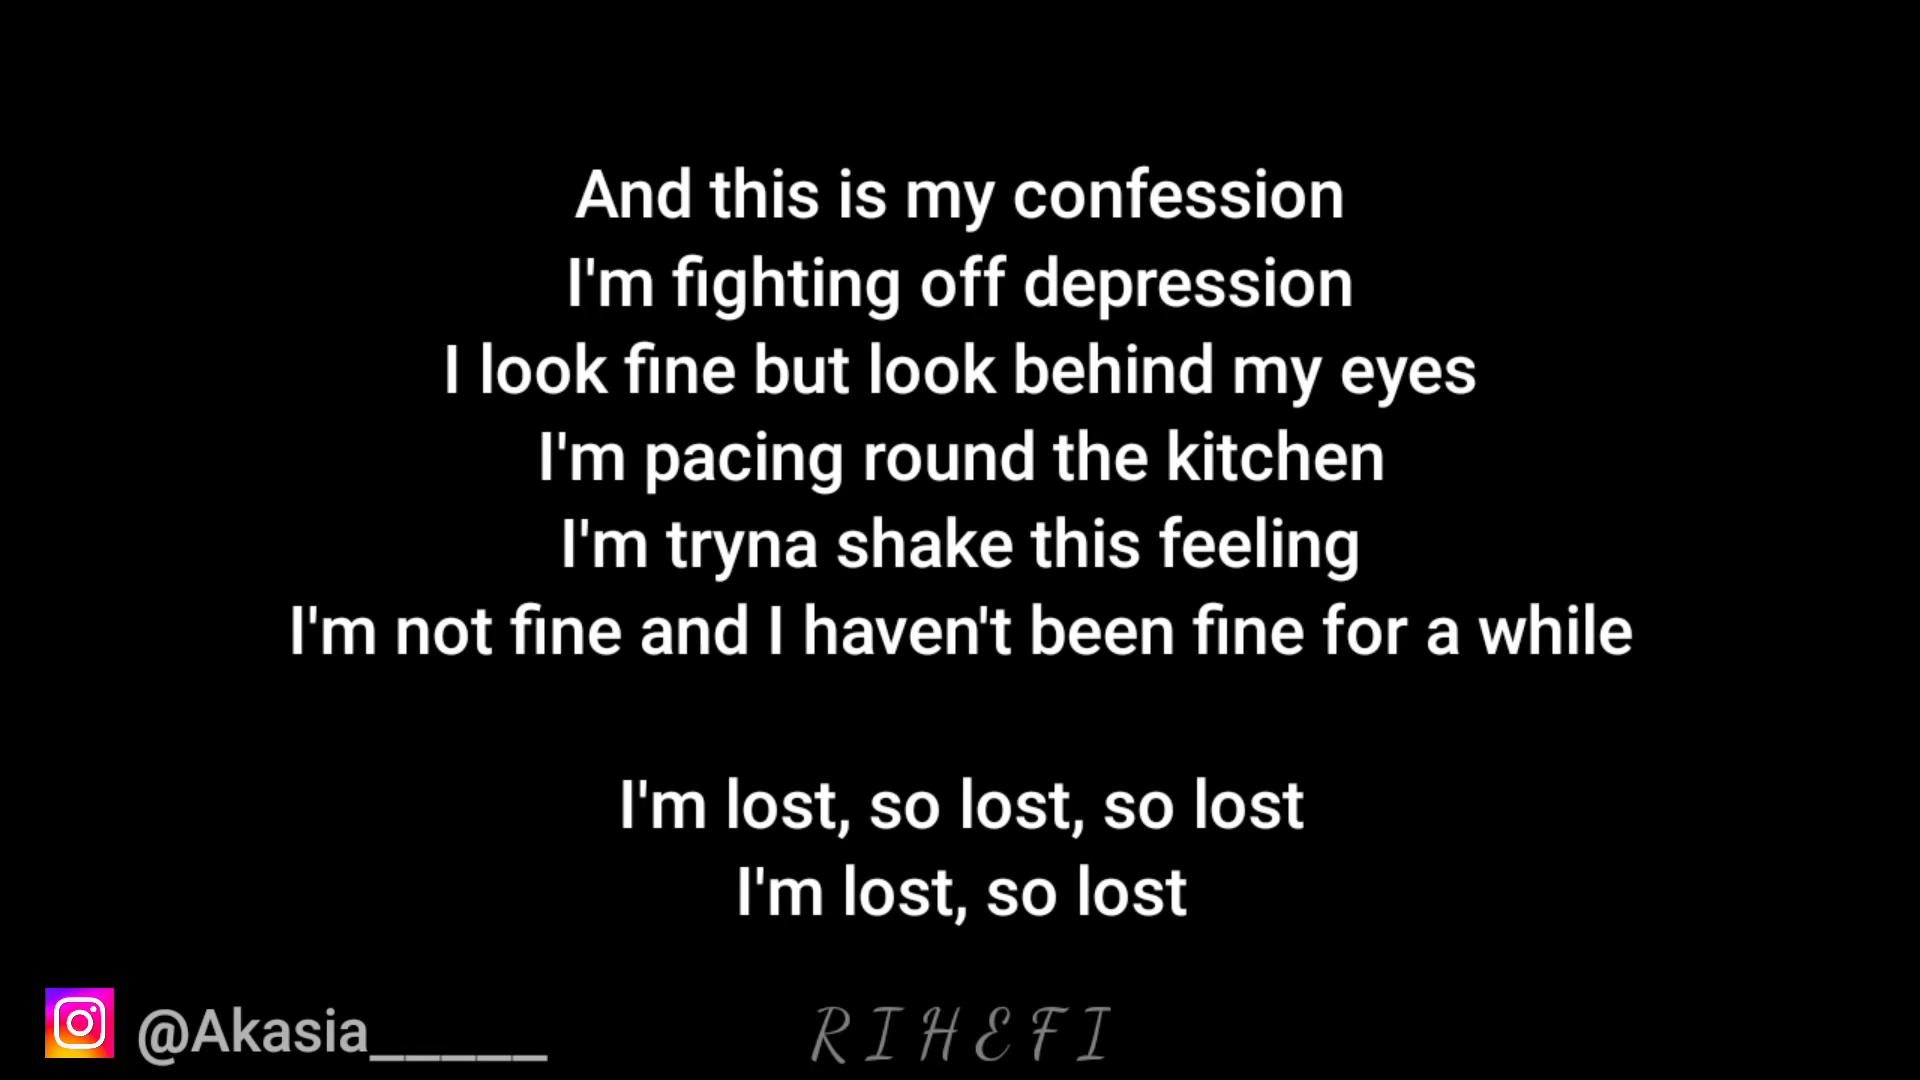 And this is my confession
I'm fighting off depression
I look fine but look behind my eyes
I'm pacing round the kitchen
I'm tryna shake this feeling
I'm not fine and I haven't been fine for a while
I'm lost, so lost, so lost
I'm lost, so lost
@Akasia_____
RIHEFI